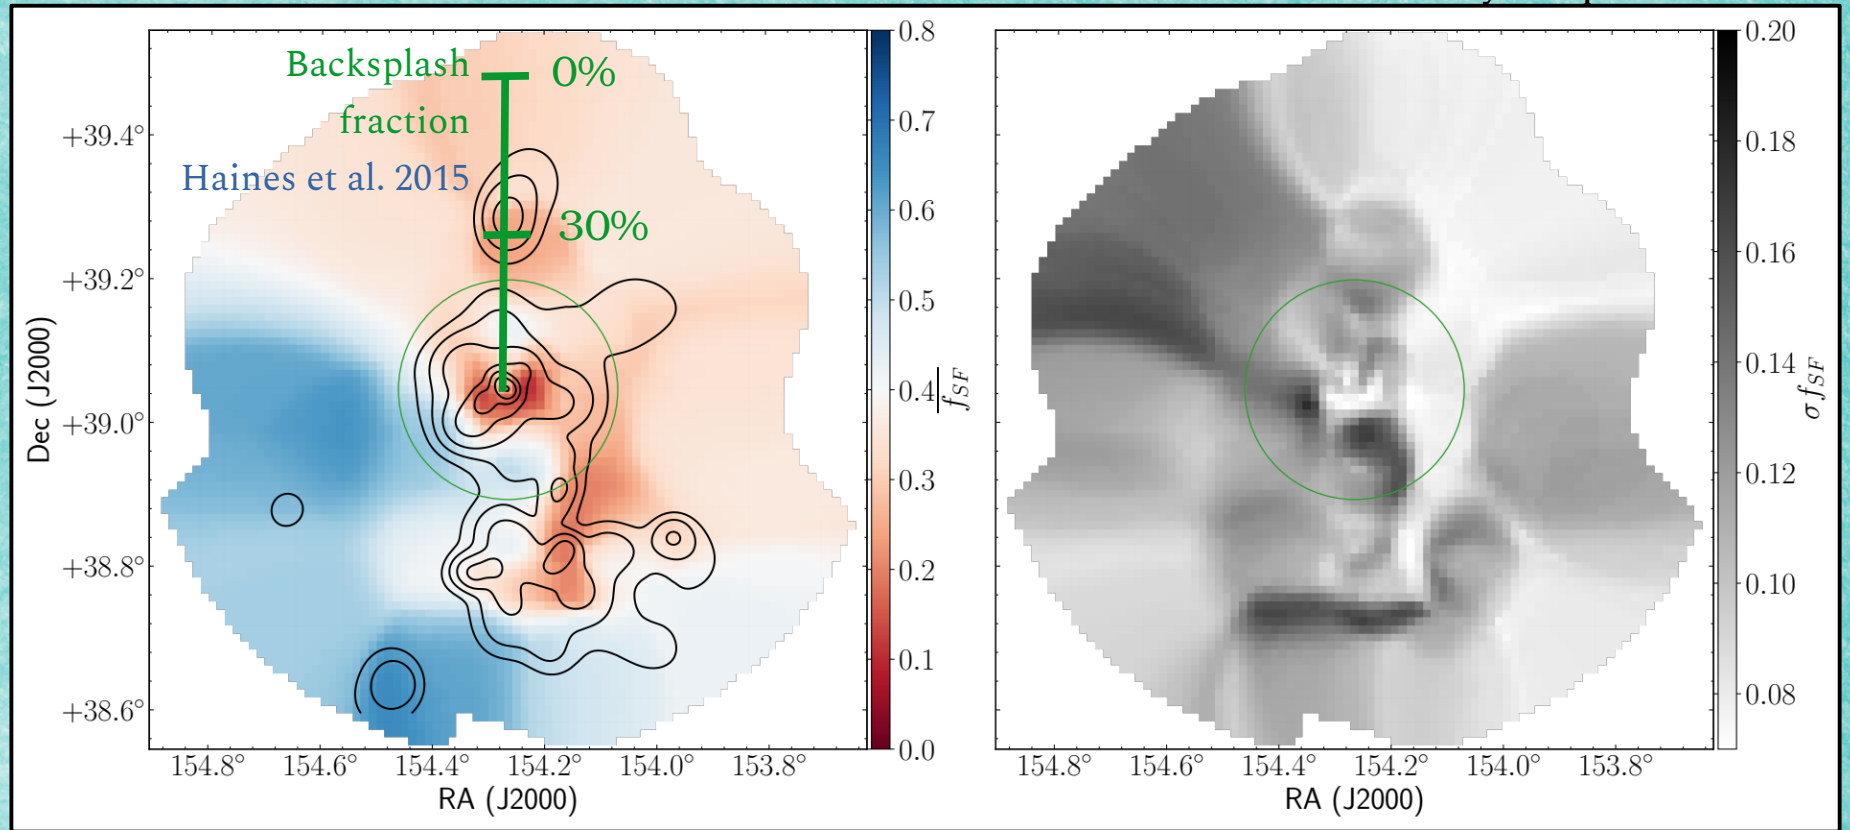 Backsplash
fraction
Haines et al. 2015
0%
30%
+39.4°
+39.2°
+39.0°
+38.8°
+38.6°
Dec (J2000)
154.8° 154.6° 154.4° 154.2° 154.0° 153.8°
RA (J2000)
0.8
0.7
0.6
0.5
0.4
0.3
0.2
0.1
0.0
f_{SF}
154.8° 154.6° 154.4° 154.2° 154.0° 153.8°
RA (J2000)
0.20
0.18
0.16
0.14
0.12
0.10
0.08
σ f_{SF}